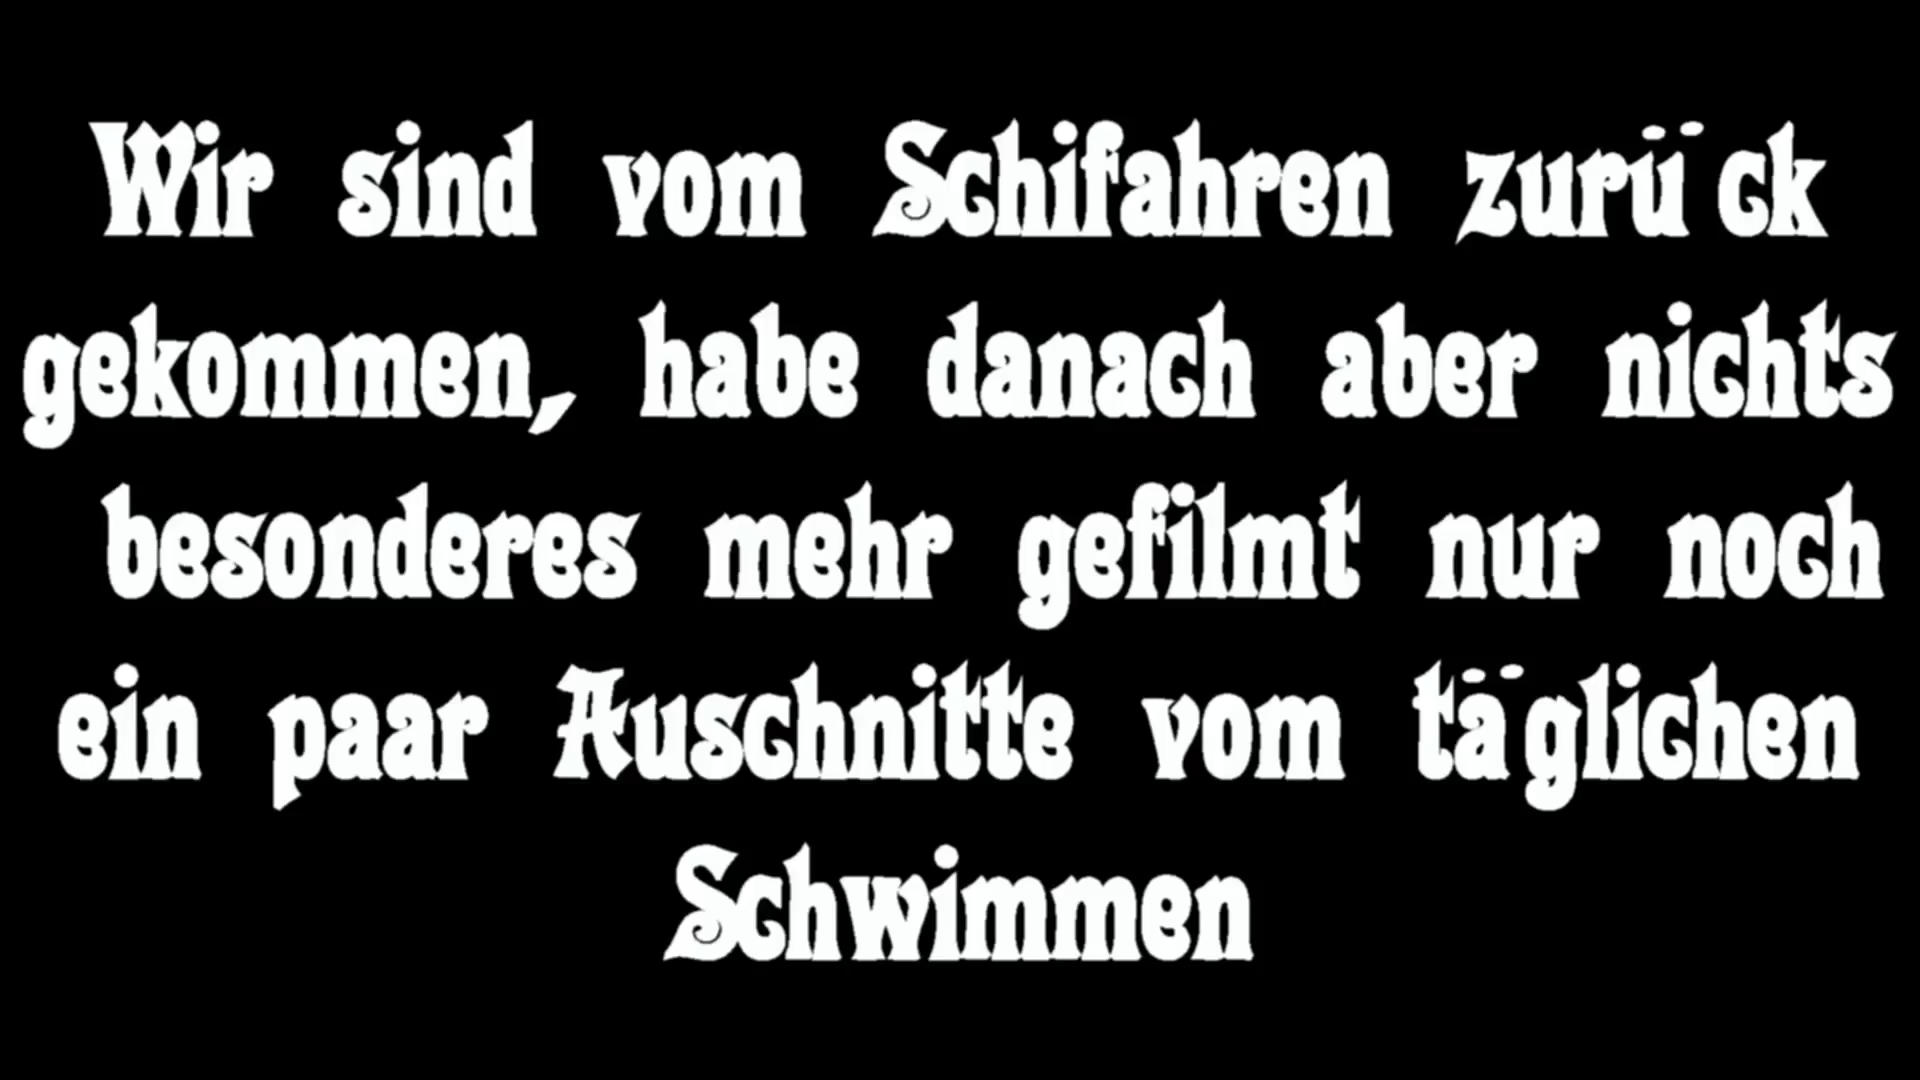 Wir sind vom Schifahren zurück
gekommen, habe danach aber nichts
besonderes mehr gefilmt nur noch
ein paar Auschnitte vom täglichen
Schwimmen